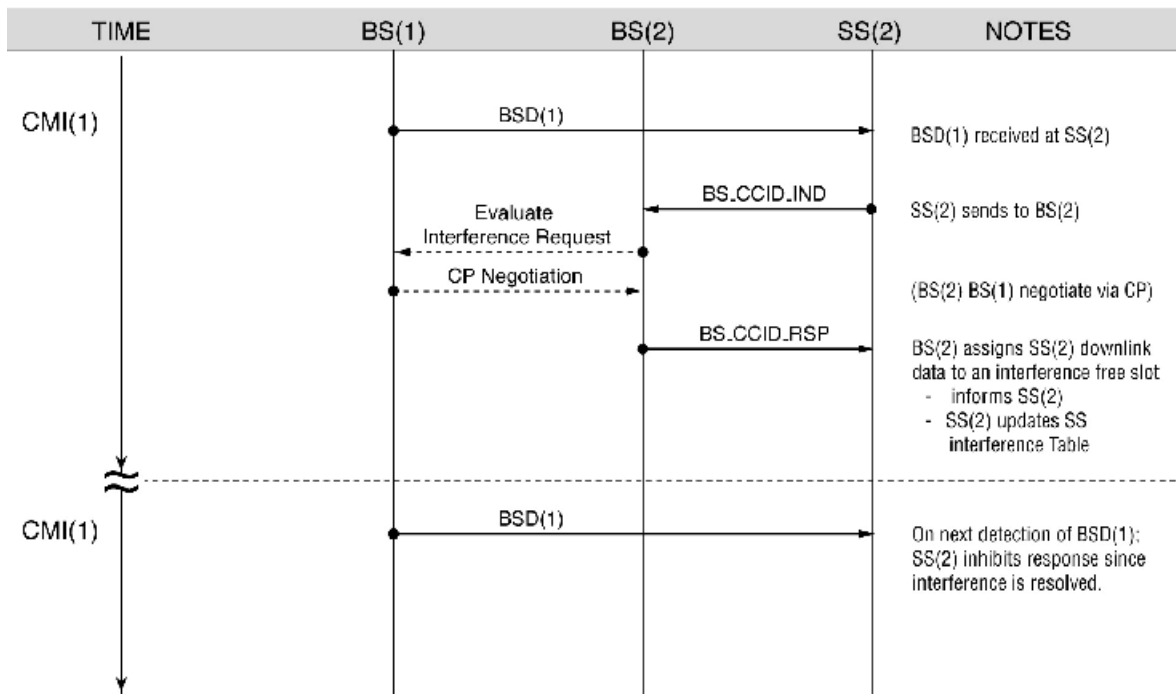 TIME BS(1) BS(2) SS(2) NOTES
CMI(1)
BSD(1)
BSD(1) received at SS(2)
BS_CCID_IND
SS(2) sends to BS(2)
Evaluate
Interference Request
CP Negotiation
(BS(2) BS(1) negotiate via CP)
BS_CCID_RSP
BS(2) assigns SS(2) downlink
data to an interference free slot
- informs SS(2)
- SS(2) updates SS
interference Table
CMI(1)
BSD(1)
On next detection of BSD(1);
SS(2) inhibits response since
interference is resolved.